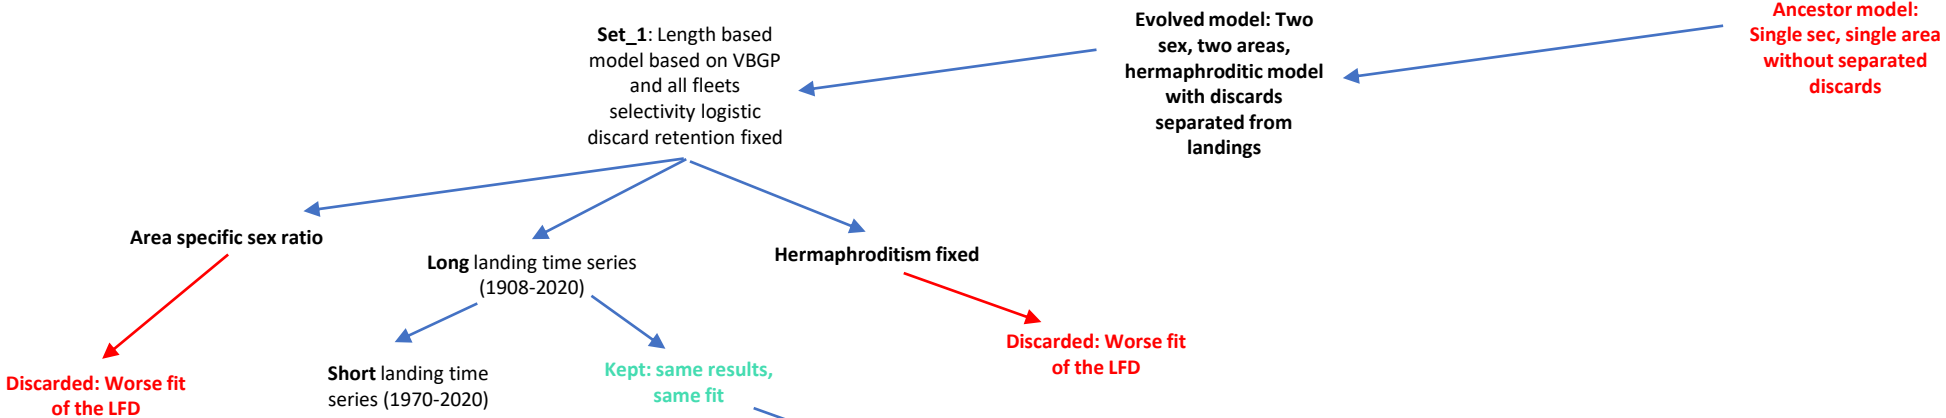 Ancestor model:
Single sec, single area
without separated
discards
Evolved model: Two
sex, two areas,
hermaphroditic model
with discards
separated from
landings
Set_1: Length based
model based on VBGP
and all fleets
selectivity logistic
discard retention fixed
Area specific sex ratio
Long landing time series
(1908-2020)
Hermaphroditism fixed
Discarded: Worse fit
of the LFD
Short landing time
series (1970-2020)
Kept: same results,
same fit
Discarded: Worse fit
of the LFD